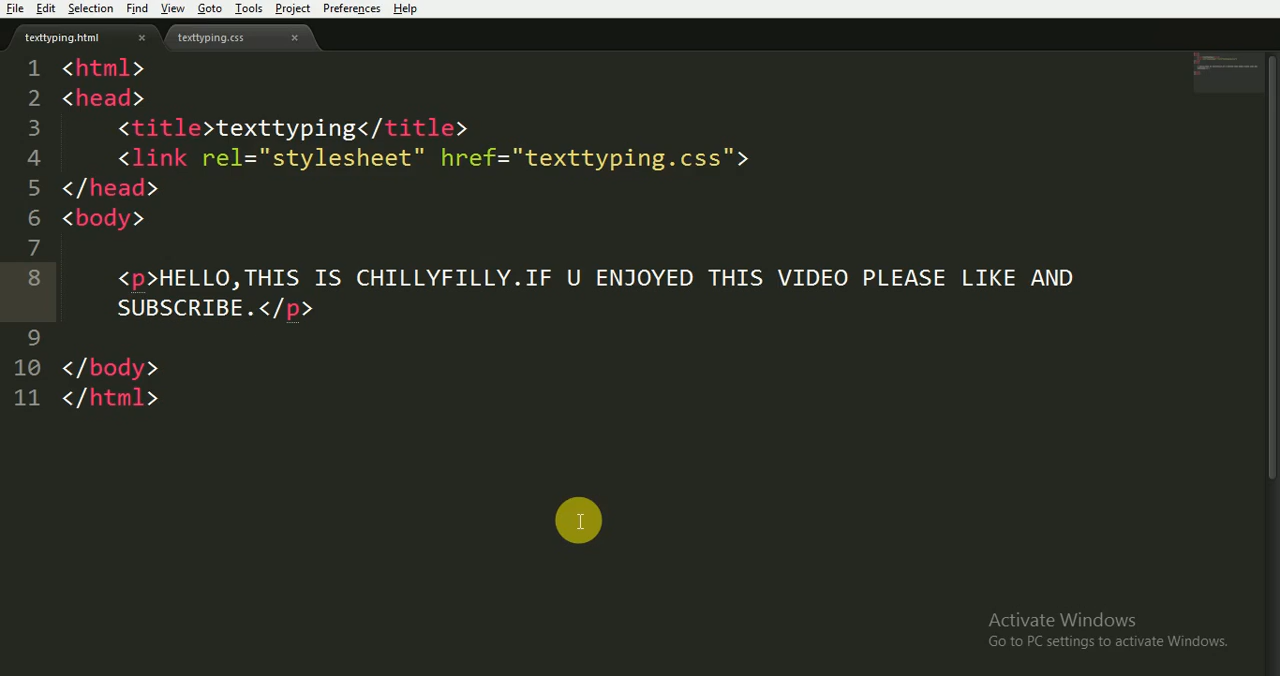 File Edit Selection Find View Goto Tools Project Preferences Help
texttyping.html × texttyping.css ×
1 <html>
2 <head>
3 <title>texttyping</title>
4 <link rel="stylesheet" href="texttyping.css">
5 </head>
6 <body>
7
8 <p>HELLO,THIS IS CHILLYFILLY.IF U ENJOYED THIS VIDEO PLEASE LIKE AND
SUBSCRIBE.</p>
9
10 </body>
11 </html>
Activate Windows
Go to PC settings to activate Windows.